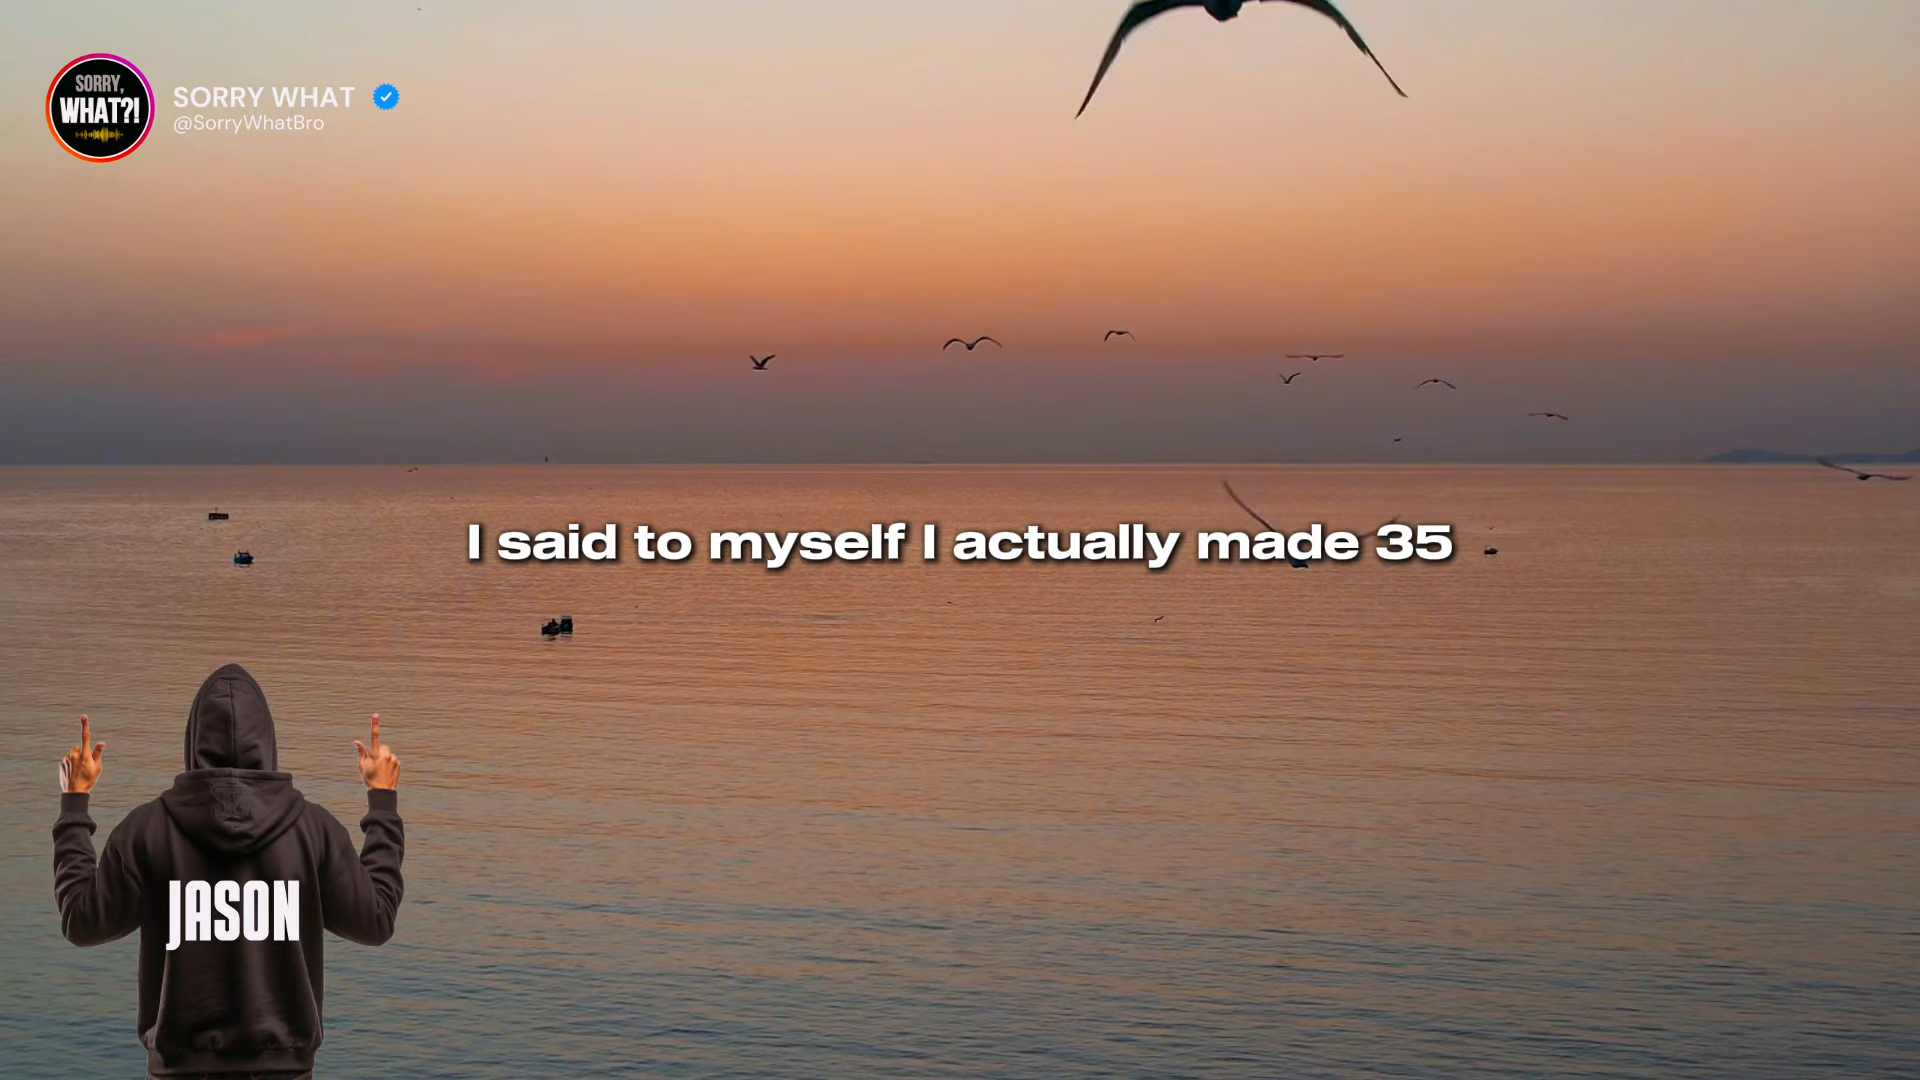 SORRY,
WHAT?!
SORRY WHAT
@SorryWhatBro
I said to myself I actually made 35
JASON